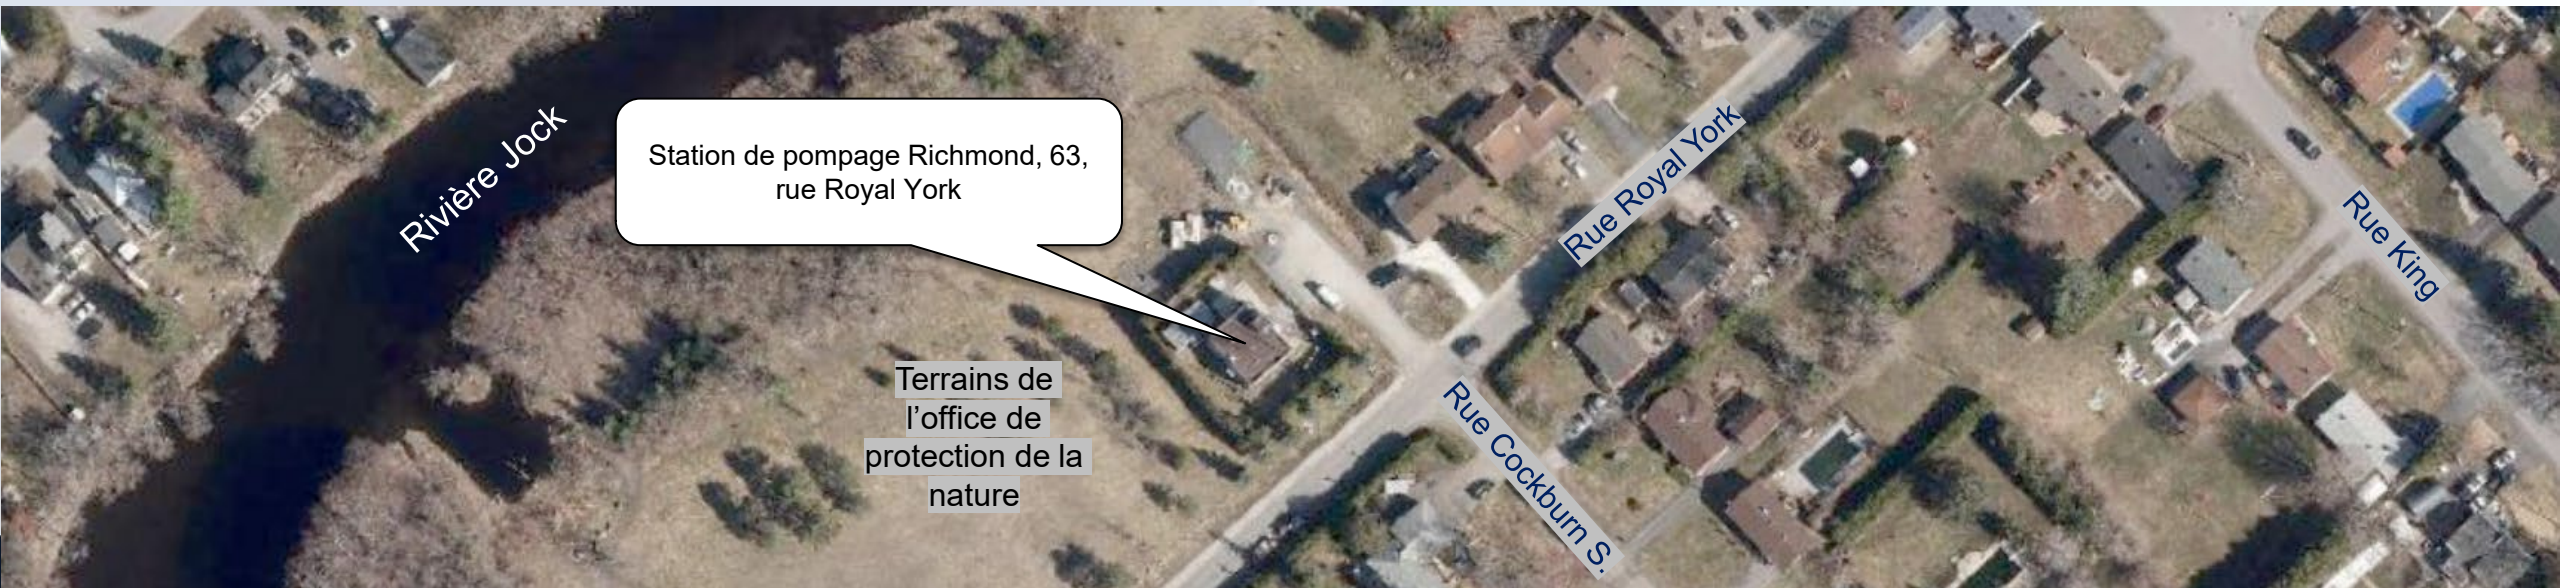 Rivière Jock
Station de pompage Richmond, 63,
rue Royal York
Rue Royal York
Rue King
Terrains de
l’office de
protection de la
nature
Rue Cockburn S.